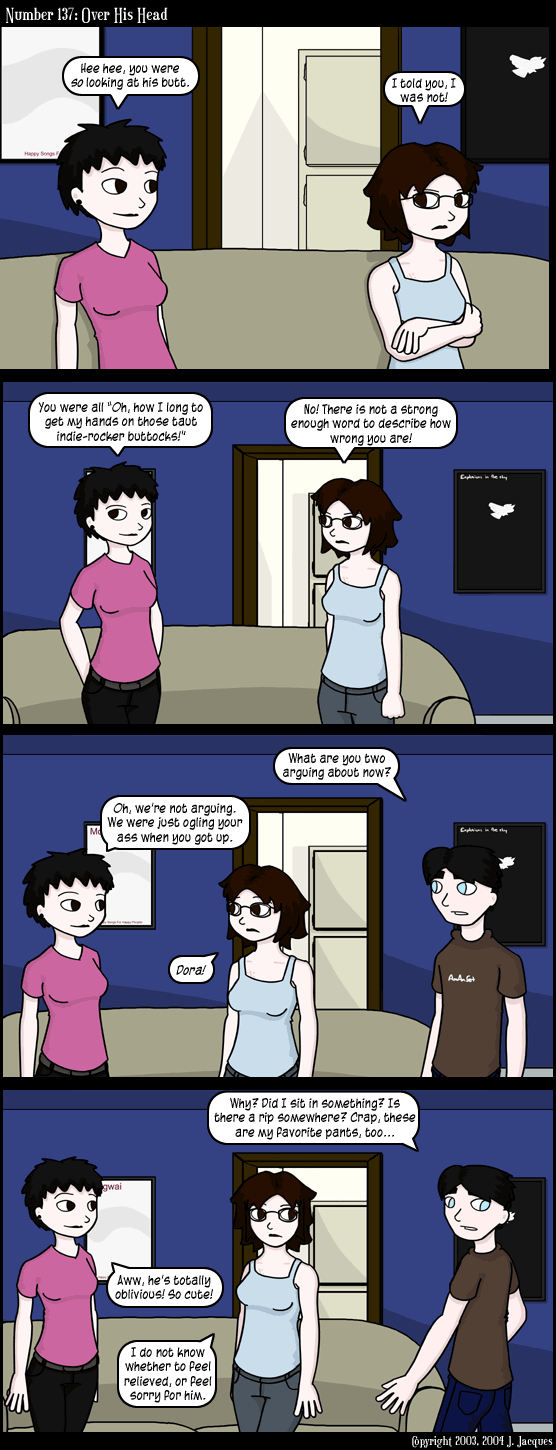 Number 137: Over His Head
Hee hee, you were
so looking at his butt.
I told you, I
was not!
Happy Songs F
You were all "Oh, how I long to
get my hands on those taut
indie-rocker buttocks!"
No! There is not a strong
enough word to describe how
wrong you are!
Explosions in the sky
What are you two
arguing about now?
Oh, we're not arguing.
We were just ogling your
ass when you got up.
Mo
Songs For Happy People
Explosions in the sky
Dora!
AmAnSet
Why? Did I sit in something? Is
there a rip somewhere? Crap, these
are my favorite pants, too...
gwai
Aww, he's totally
oblivious! So cute!
I do not know
whether to feel
relieved, or feel
sorry for him.
Copyright 2003, 2004 J. Jacques